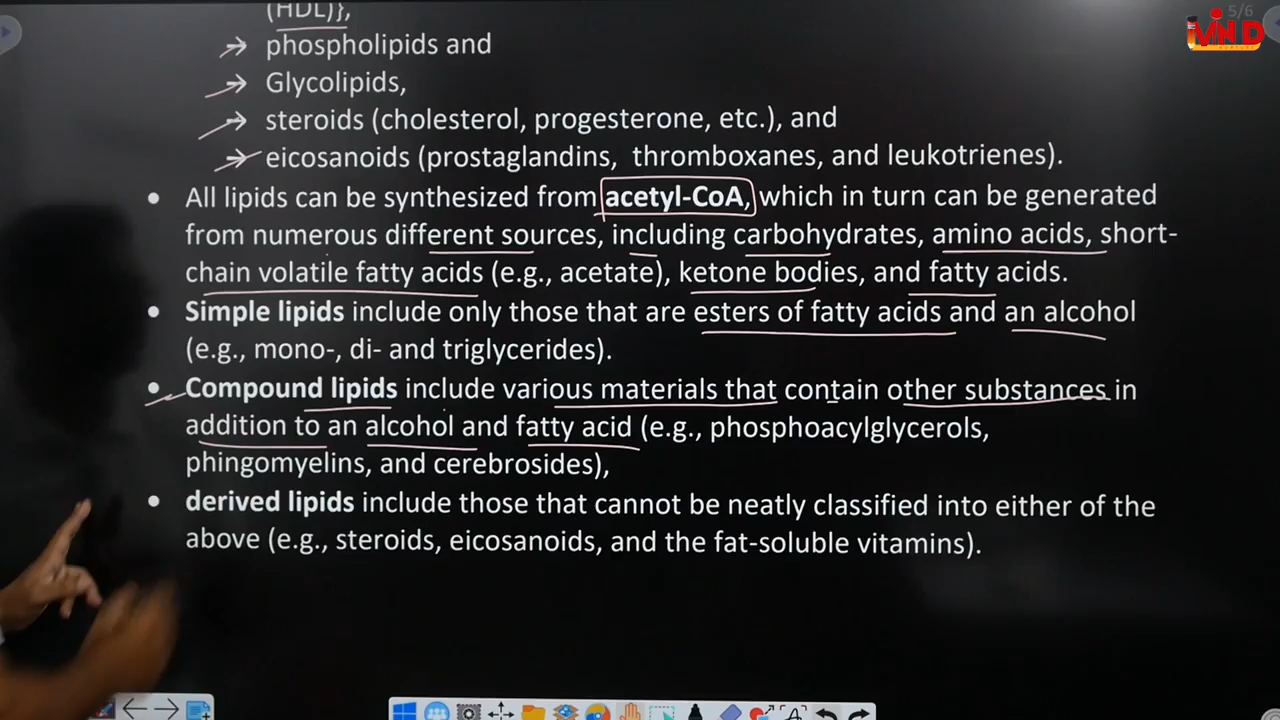 (HDL)},
5/6
iMIND
phospholipids and
Glycolipids,
steroids (cholesterol, progesterone, etc.), and
eicosanoids (prostaglandins, thromboxanes, and leukotrienes).
• All lipids can be synthesized from acetyl-CoA, which in turn can be generated
from numerous different sources, including carbohydrates, amino acids, short-
chain volatile fatty acids (e.g., acetate), ketone bodies, and fatty acids.
• Simple lipids include only those that are esters of fatty acids and an alcohol
(e.g., mono-, di- and triglycerides).
• Compound lipids include various materials that contain other substances in
addition to an alcohol and fatty acid (e.g., phosphoacylglycerols,
phingomyelins, and cerebrosides),
• derived lipids include those that cannot be neatly classified into either of the
above (e.g., steroids, eicosanoids, and the fat-soluble vitamins).